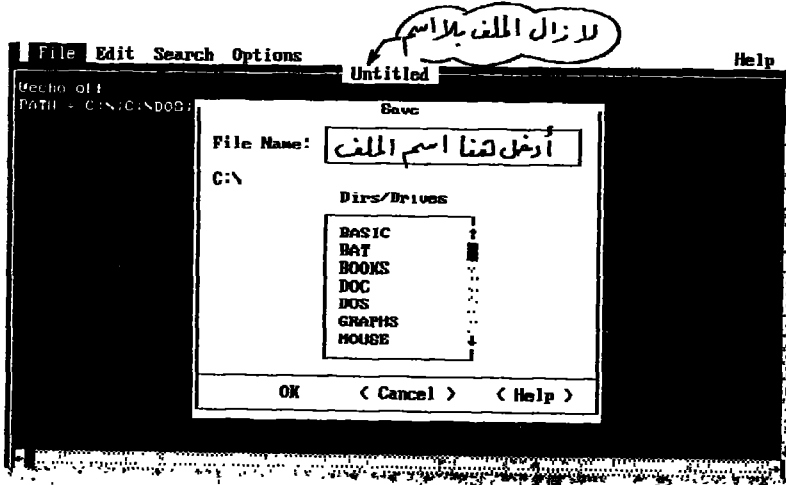 لا زال الملف بلا اسم
File Edit Search Options Help
Untitled
@echo off
PATH = C:\;C:\DOS;
Save
File Name: أدخل هنا اسم الملف
C:\
Dirs/Drives
BASIC
BAT
BOOKS
DOC
DOS
GRAPHS
MOUSE
OK < Cancel > < Help >